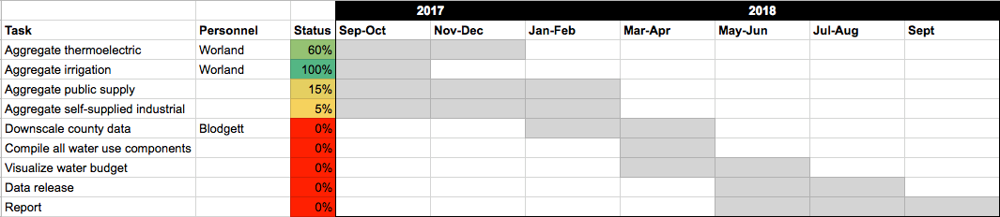 2017 2018
Task Personnel Status Sep-Oct Nov-Dec Jan-Feb Mar-Apr May-Jun Jul-Aug Sept
Aggregate thermoelectric Worland 60%
Aggregate irrigation Worland 100%
Aggregate public supply 15%
Aggregate self-supplied industrial 5%
Downscale county data Blodgett 0%
Compile all water use components 0%
Visualize water budget 0%
Data release 0%
Report 0%